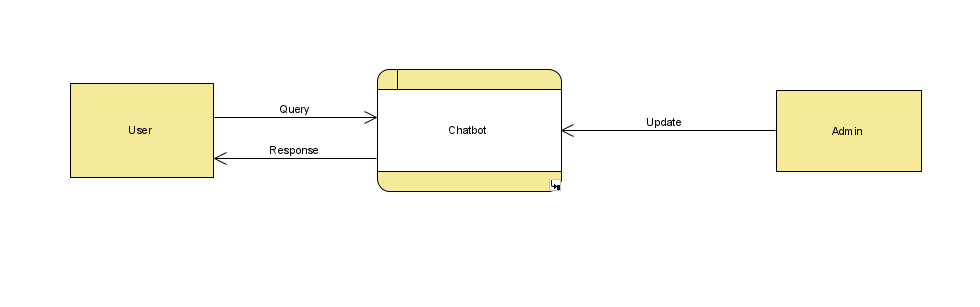 User
Query
Response
Chatbot
Update
Admin